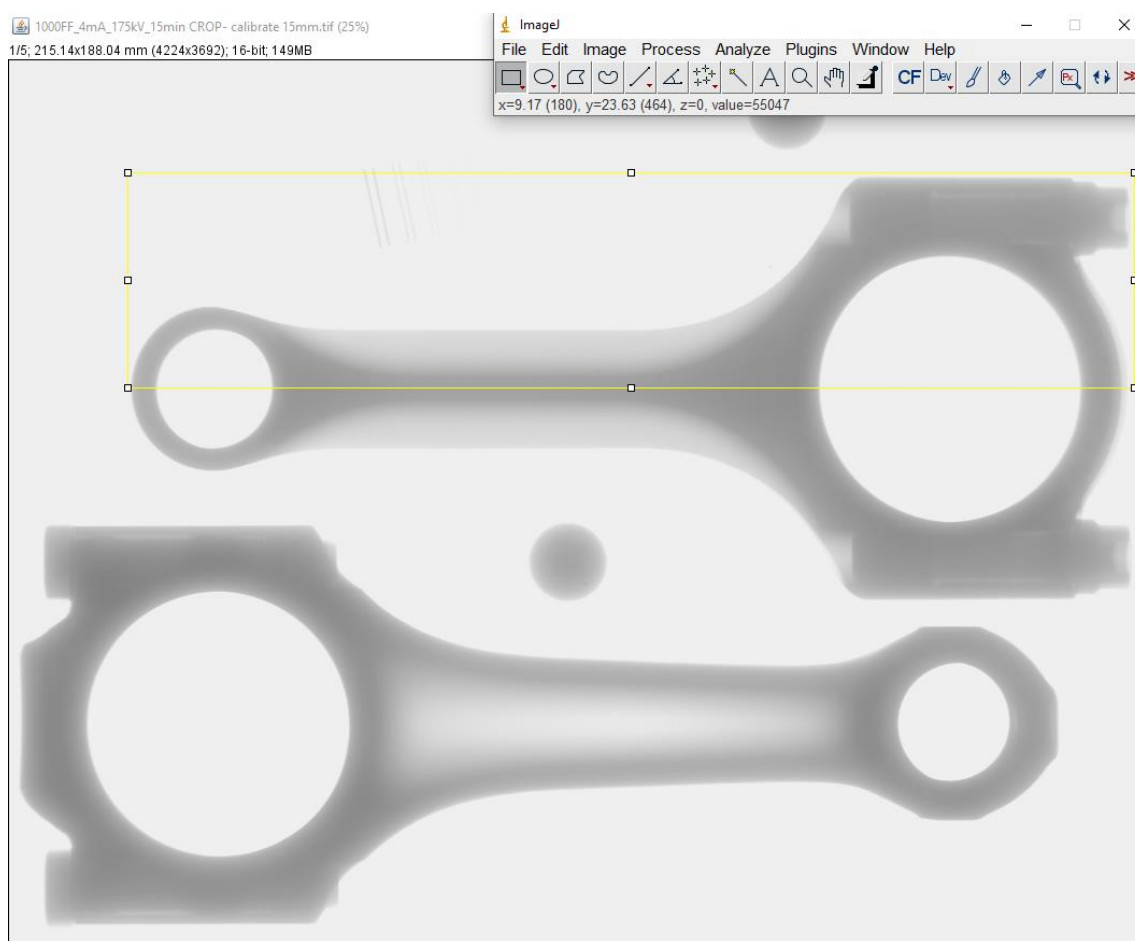 1000FF_4mA_175kV_15min CROP- calibrate 15mm.tif (25%)
1/5; 215.14x188.04 mm (4224x3692); 16-bit; 149MB
ImageJ
File Edit Image Process Analyze Plugins Window Help
A CF Dev Px
x=9.17 (180), y=23.63 (464), z=0, value=55047